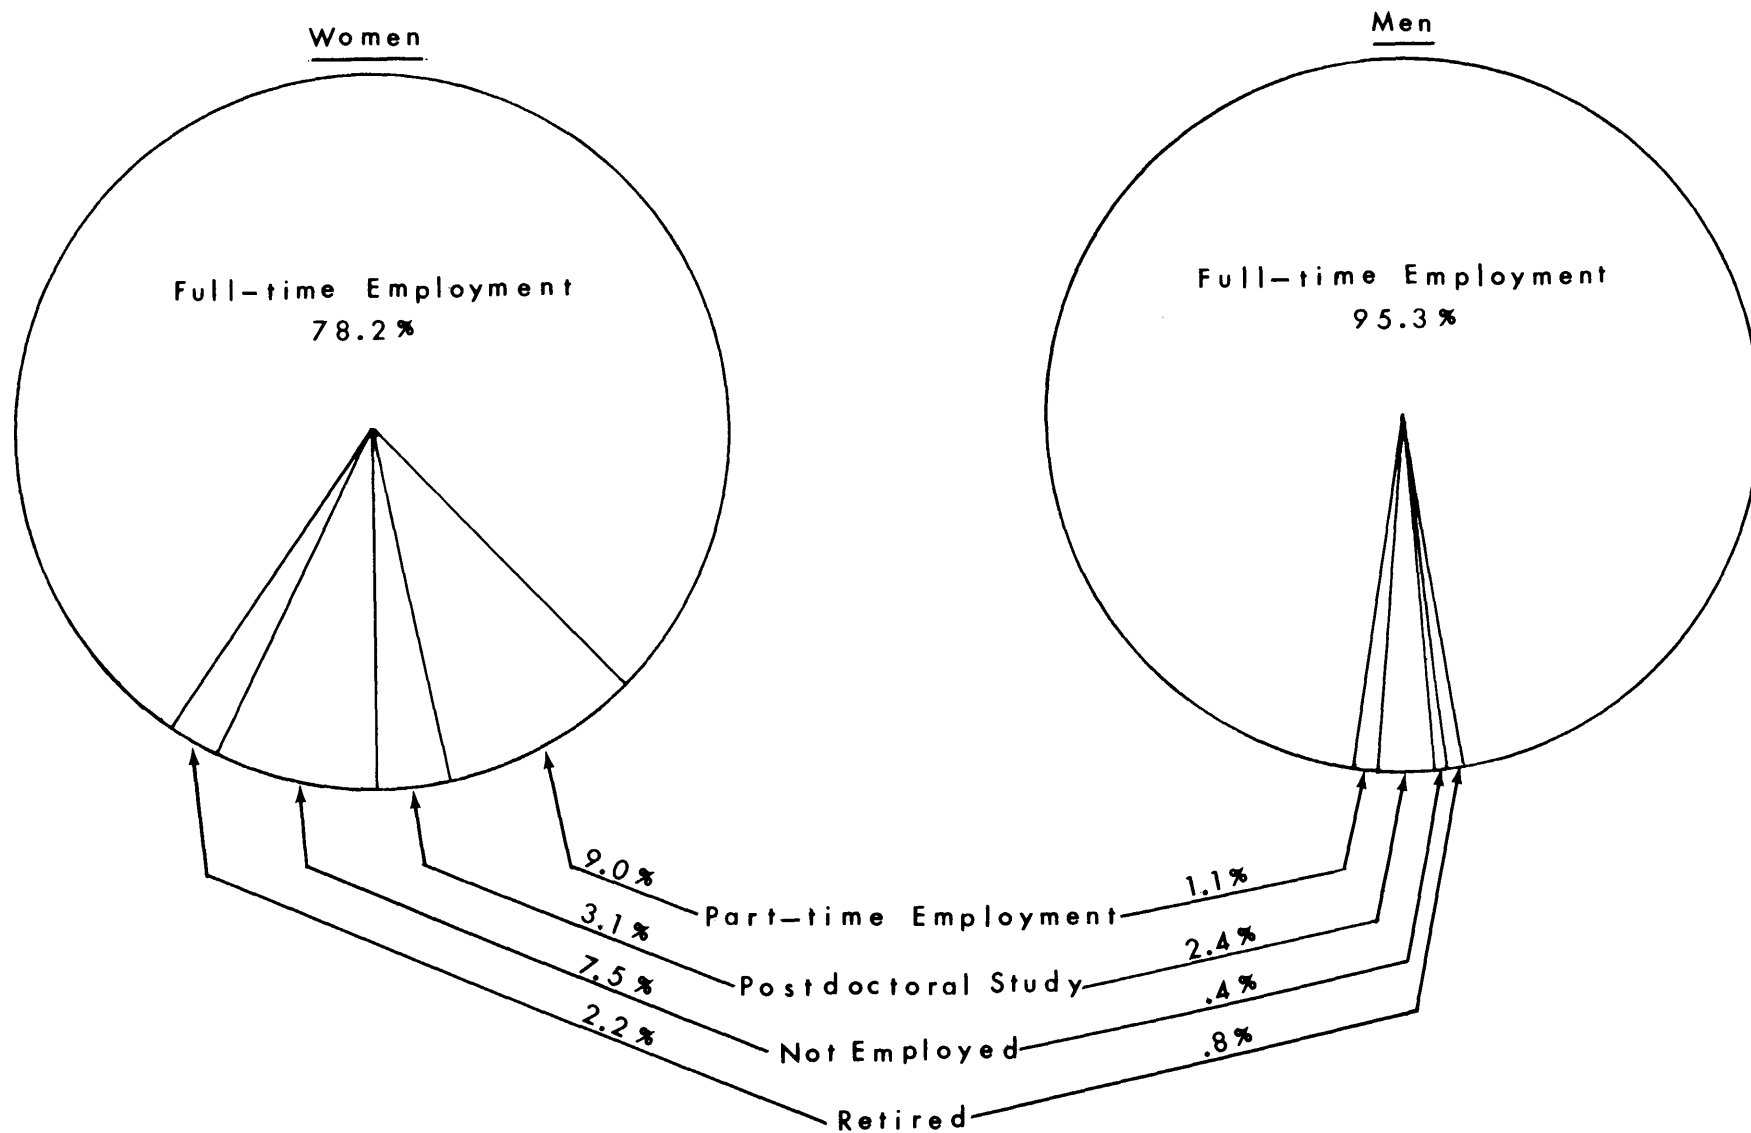 Women
Men
Full-time Employment
78.2%
Full-time Employment
95.3%
9.0%
Part-time Employment
1.1%
3.1%
Postdoctoral Study
2.4%
7.5%
Not Employed
.4%
2.2%
Retired
.8%